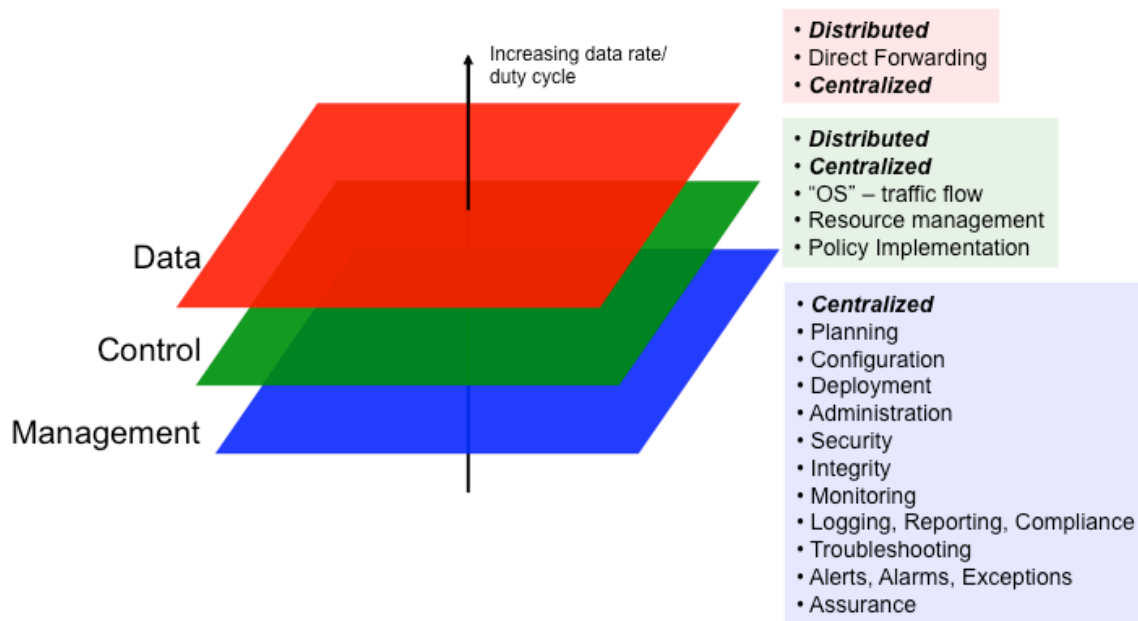 Increasing data rate/
duty cycle
Data
Control
Management
• Distributed
• Direct Forwarding
• Centralized
• Distributed
• Centralized
• “OS” – traffic flow
• Resource management
• Policy Implementation
• Centralized
• Planning
• Configuration
• Deployment
• Administration
• Security
• Integrity
• Monitoring
• Logging, Reporting, Compliance
• Troubleshooting
• Alerts, Alarms, Exceptions
• Assurance